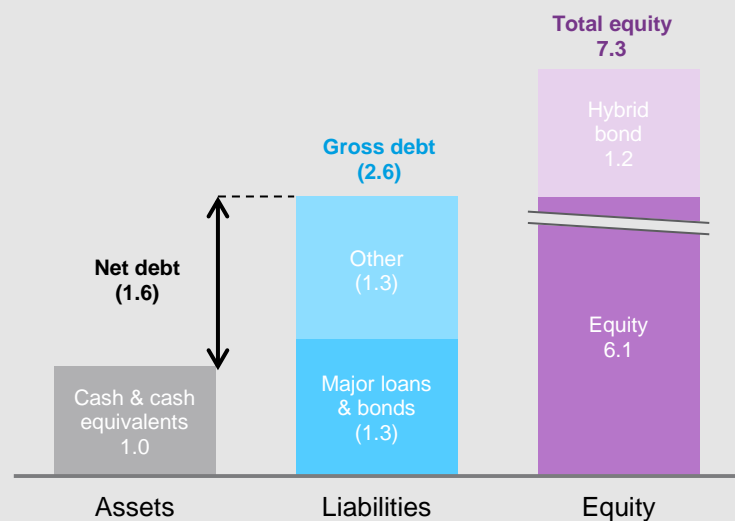 Total equity
7.3
Hybrid
bond
1.2
Gross debt
(2.6)
Other
(1.3)
Net debt
(1.6)
Equity
6.1
Major loans
& bonds
(1.3)
Cash & cash
equivalents
1.0
Assets
Liabilities
Equity